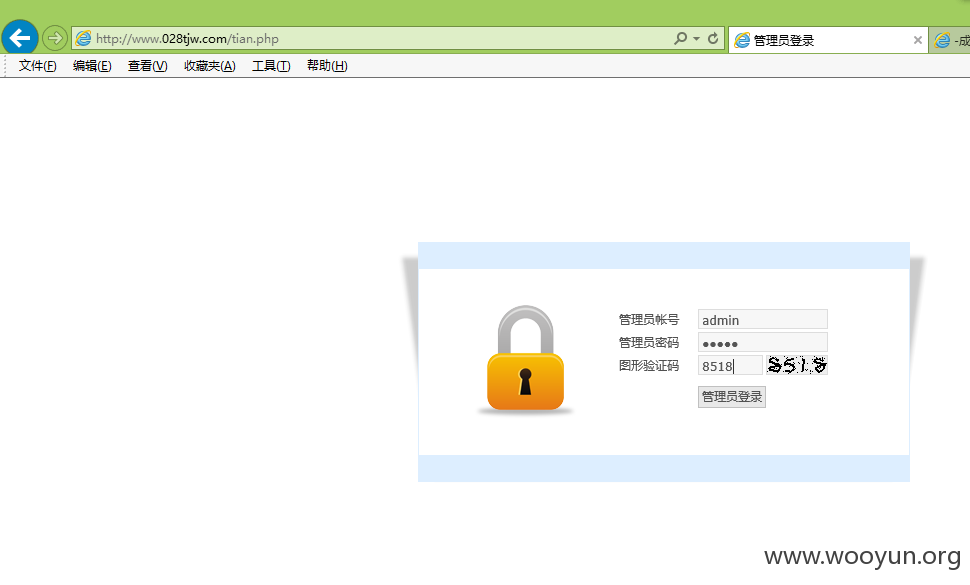 http://www.028tjw.com/tian.php
管理员登录
-成
文件(F) 编辑(E) 查看(V) 收藏夹(A) 工具(T) 帮助(H)
管理员帐号 admin
管理员密码 •••••
图形验证码 8518 8518
管理员登录
www.wooyun.org